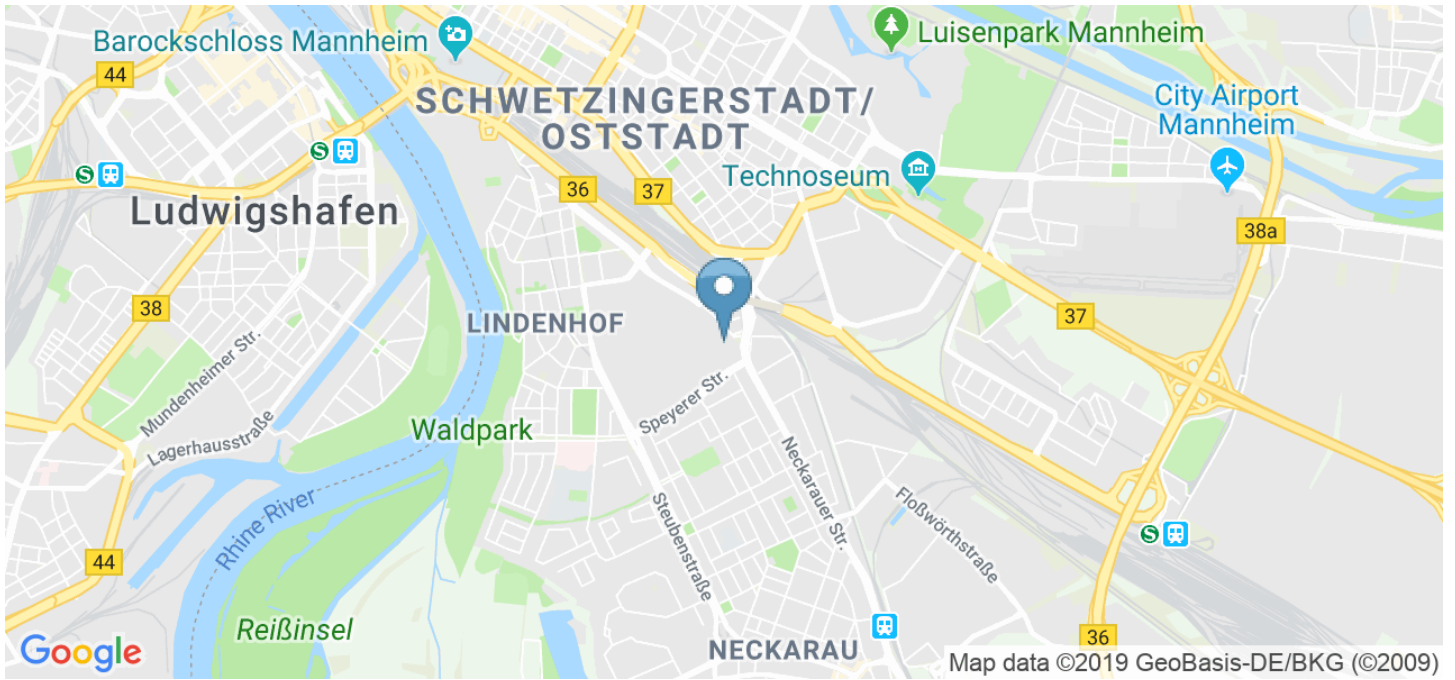 Barockschloss Mannheim
Luisenpark Mannheim
44
SCHWETZINGERSTADT/
OSTSTADT
City Airport
Mannheim
S
S
Technoseum
36
37
Ludwigshafen
38a
38
LINDENHOF
37
Mundenheimer Str.
Speyerer Str.
Lagerhausstraße
Waldpark
Neckarauer Str.
Rhine River
Steubenstraße
Floßwörthstraße
S
44
Reißinsel
36
NECKARAU
Google
Map data ©2019 GeoBasis-DE/BKG (©2009)